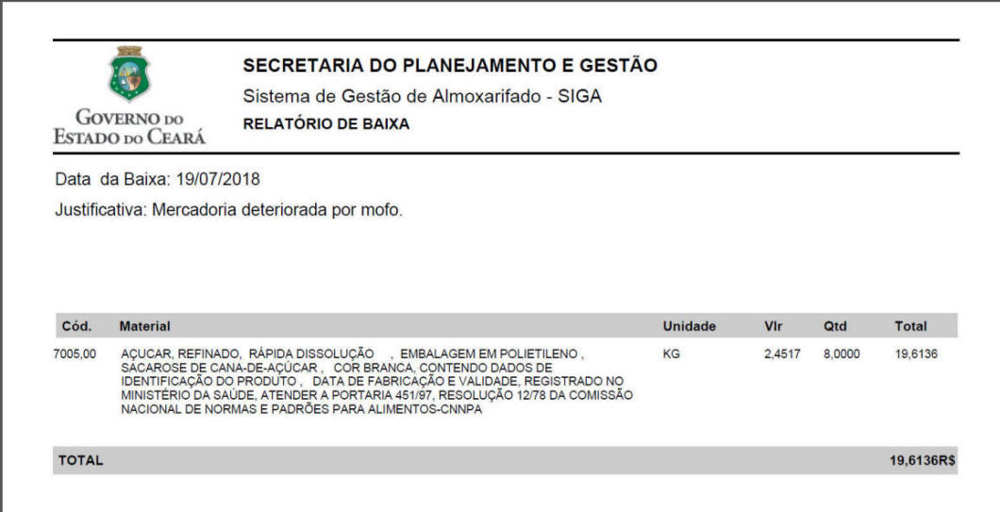 GOVERNO DO
ESTADO DO CEARÁ
SECRETARIA DO PLANEJAMENTO E GESTÃO
Sistema de Gestão de Almoxarifado - SIGA
RELATÓRIO DE BAIXA
Data da Baixa: 19/07/2018
Justificativa: Mercadoria deteriorada por mofo.
Cód. Material Unidade Vlr Qtd Total
7005,00 AÇUCAR, REFINADO, RÁPIDA DISSOLUÇÃO , EMBALAGEM EM POLIETILENO , KG 2,4517 8,0000 19,6136
SACAROSE DE CANA-DE-AÇÚCAR , COR BRANCA, CONTENDO DADOS DE
IDENTIFICAÇÃO DO PRODUTO , DATA DE FABRICAÇÃO E VALIDADE, REGISTRADO NO
MINISTÉRIO DA SAÚDE, ATENDER A PORTARIA 451/97, RESOLUÇÃO 12/78 DA COMISSÃO
NACIONAL DE NORMAS E PADRÕES PARA ALIMENTOS-CNNPA
TOTAL 19,6136R$